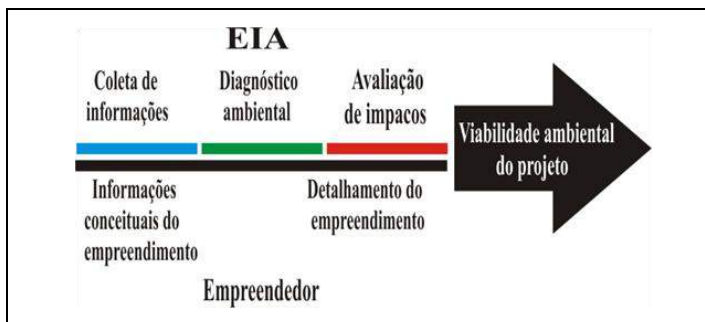 EIA
Coleta de
informações
Diagnóstico
ambiental
Avaliação
de impacos
Viabilidade ambiental
do projeto
Informações
conceituais do
empreendimento
Detalhamento do
empreendimento
Empreendedor